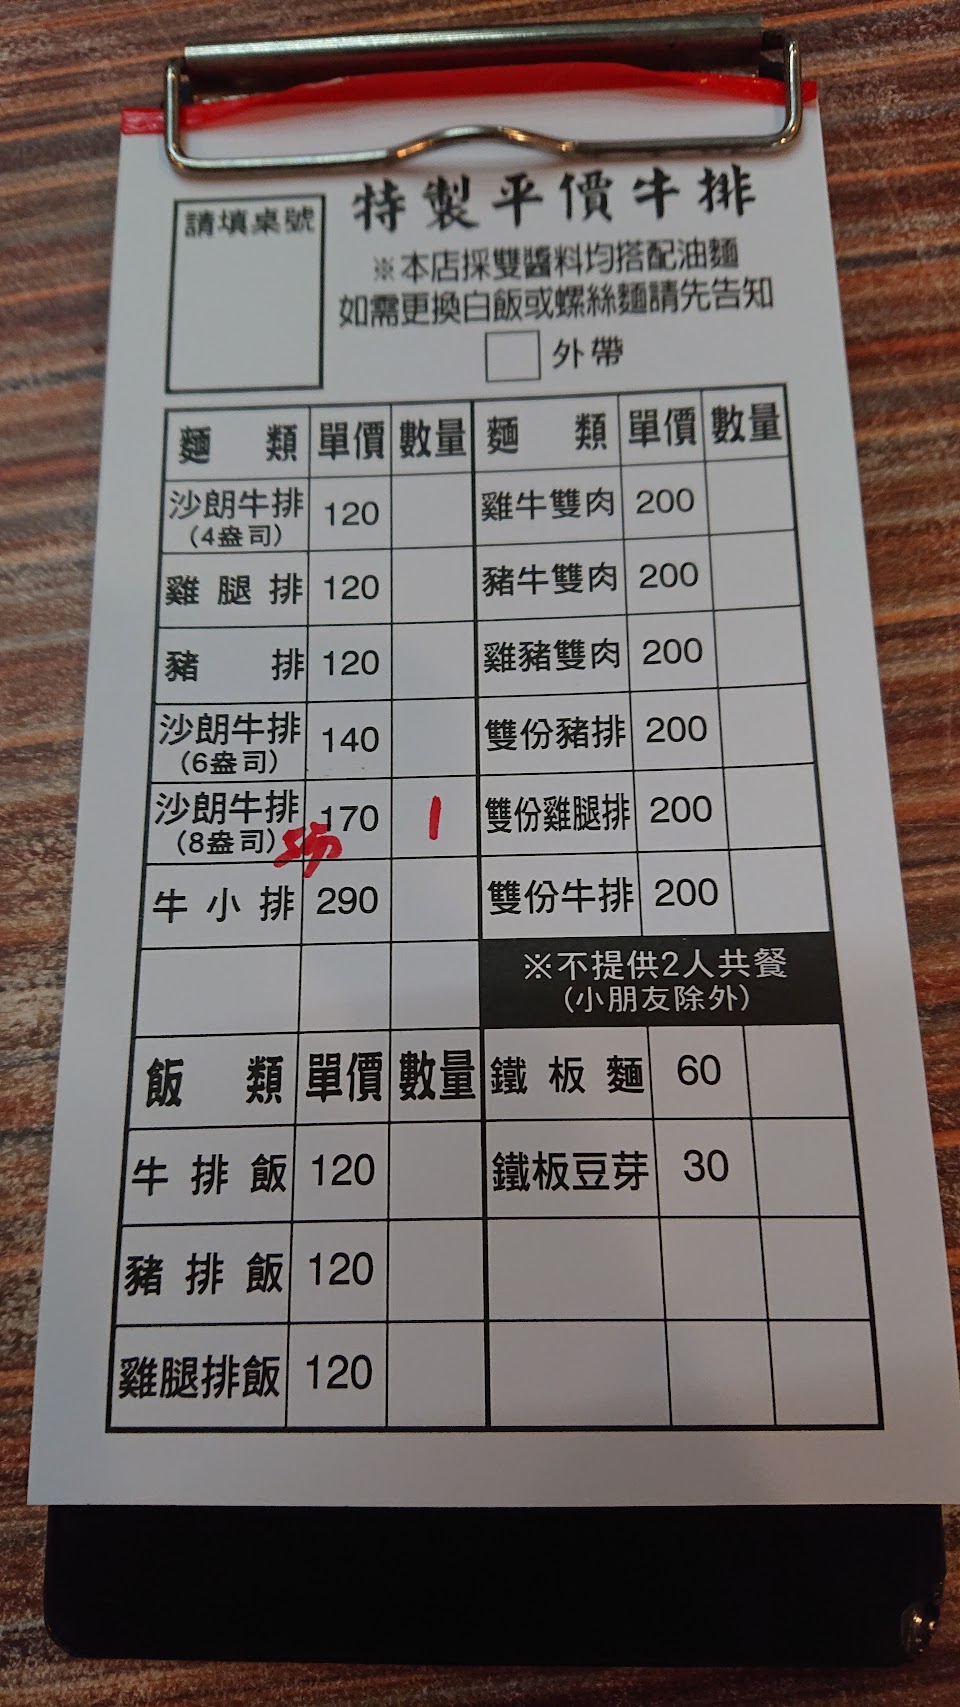 請填桌號
特製平價牛排
※本店採雙醬料均搭配油麵
如需更換白飯或螺絲麵請先告知
外帶
麵類 單價 數量 麵類 單價 數量
沙朗牛排 120 雞牛雙肉 200
(4盎司)
雞腿排 120 豬牛雙肉 200
豬排 120 雞豬雙肉 200
沙朗牛排 140 雙份豬排 200
(6盎司)
沙朗牛排 170 1 雙份雞腿排 200
(8盎司)
牛小排 290 雙份牛排 200
※不提供2人共餐
(小朋友除外)
飯類 單價 數量 鐵板麵 60
牛排飯 120 鐵板豆芽 30
豬排飯 120
雞腿排飯 120